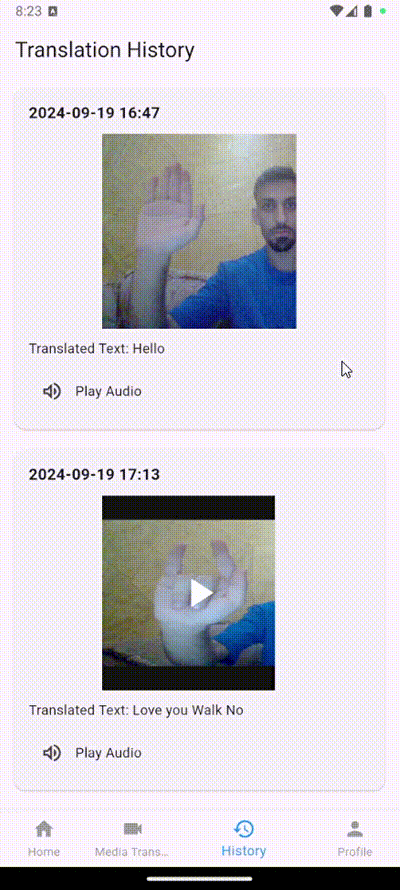 8:23
Translation History
2024-09-19 16:47
Translated Text: Hello
Play Audio
2024-09-19 17:13
Translated Text: Love you Walk No
Play Audio
Home
Media Trans...
History
Profile